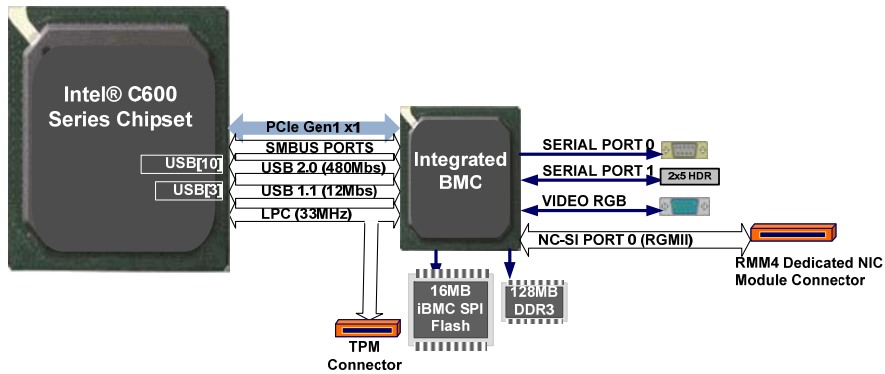 Intel® C600
Series Chipset
USB[10]
USB[3]
PCIe Gen1 x1
SMBUS PORTS
USB 2.0 (480Mbs)
USB 1.1 (12Mbs)
LPC (33MHz)
Integrated
BMC
SERIAL PORT 0
SERIAL PORT 1
2x5 HDR
VIDEO RGB
NC-SI PORT 0 (RGMII)
RMM4 Dedicated NIC
Module Connector
16MB
iBMC SPI
Flash
128MB
DDR3
TPM
Connector